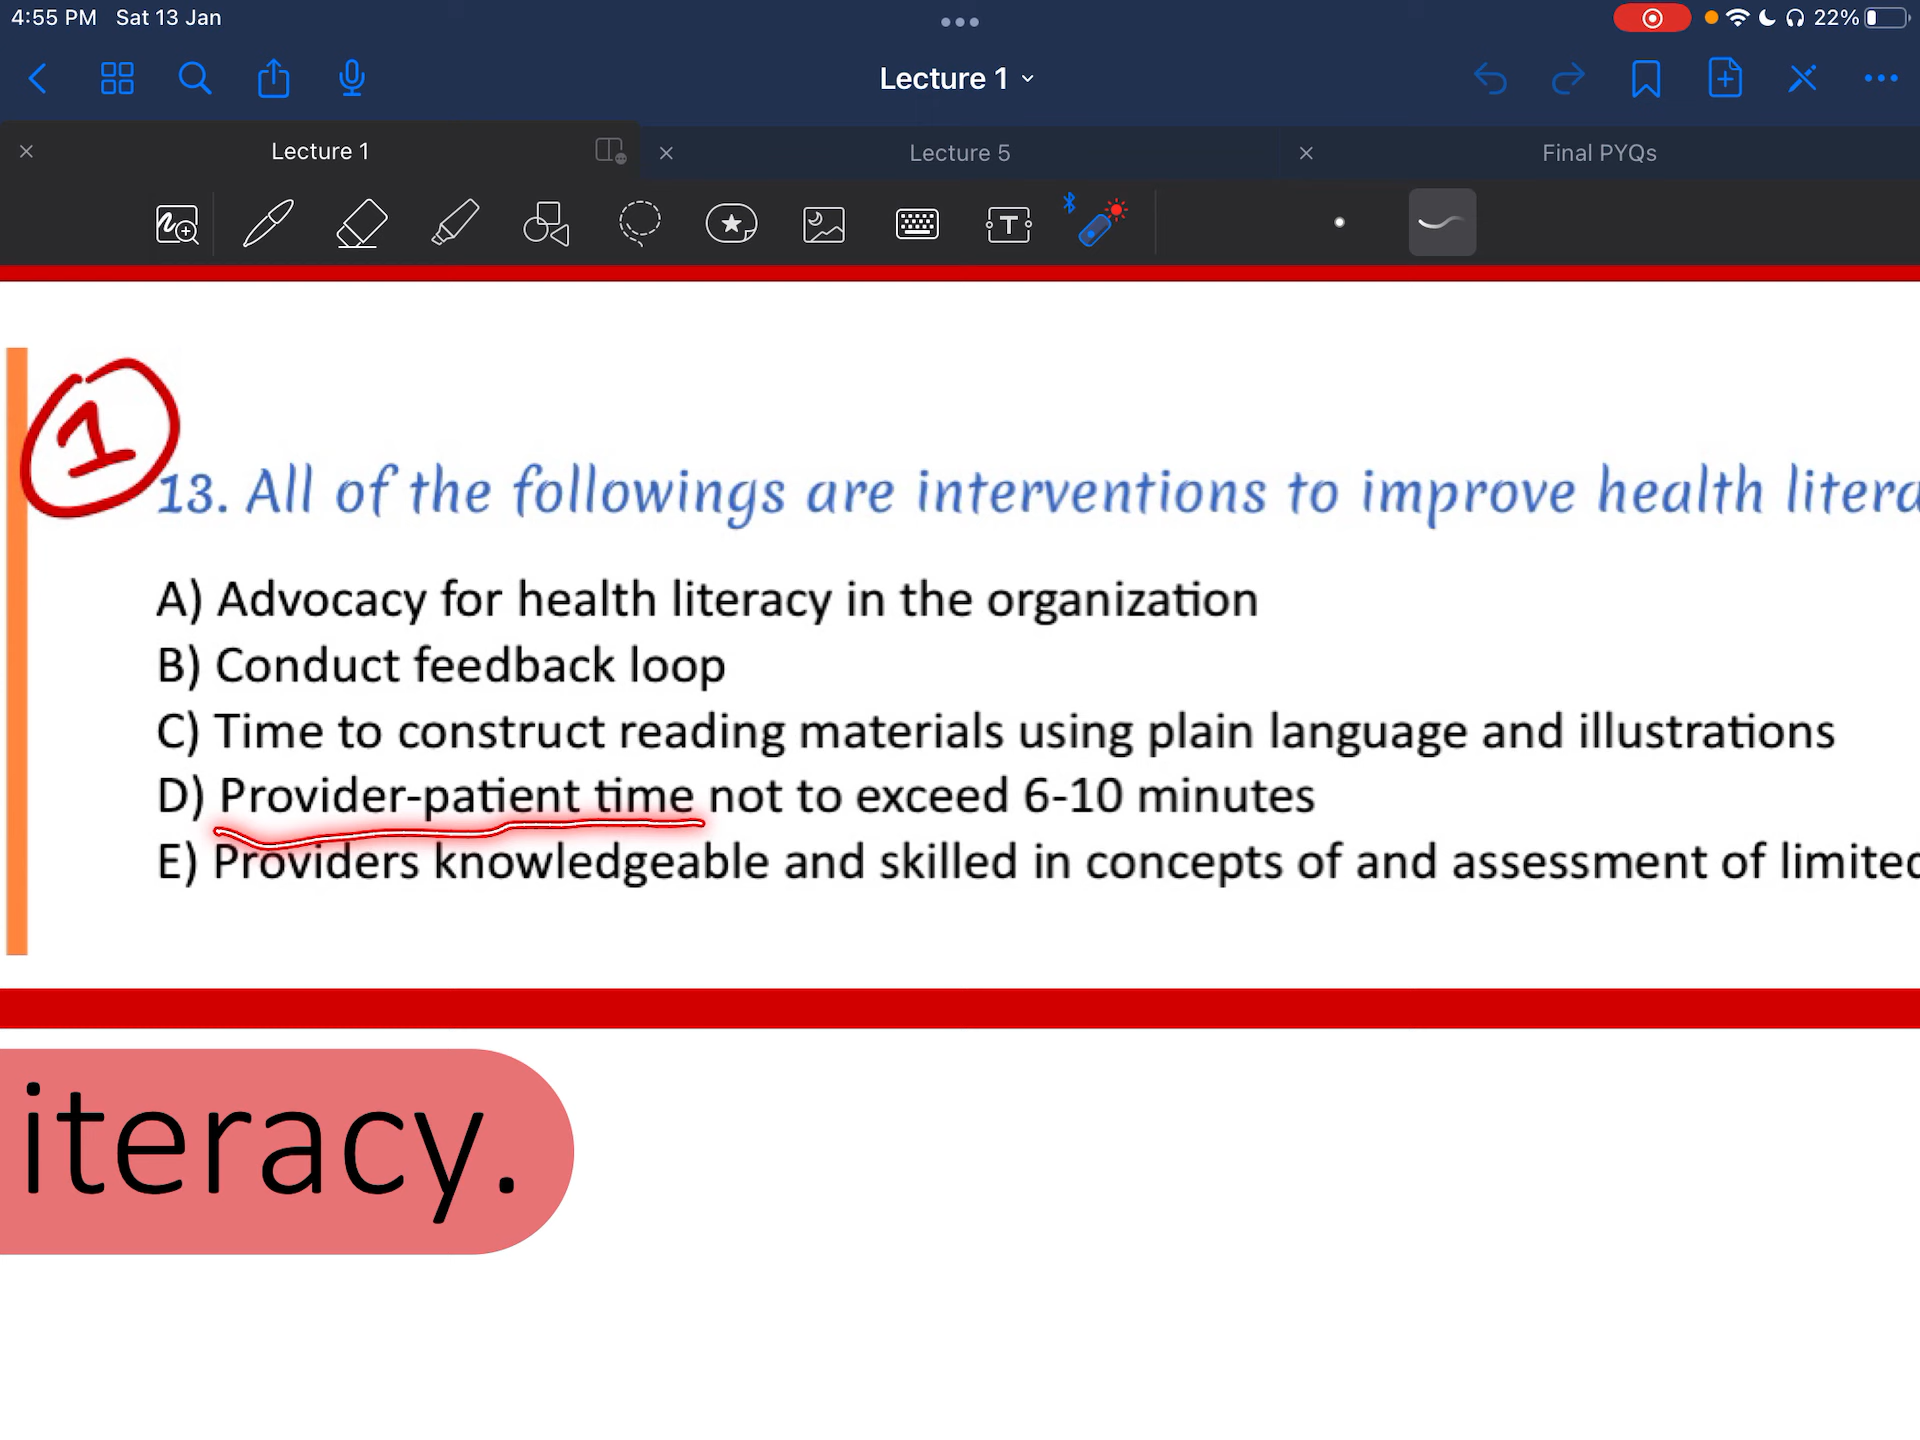 4:55 PM Sat 13 Jan
22%
Lecture 1
Lecture 1
Lecture 5
Final PYQs
T
1
13. All of the followings are interventions to improve health litera
A) Advocacy for health literacy in the organization
B) Conduct feedback loop
C) Time to construct reading materials using plain language and illustrations
D) Provider-patient time not to exceed 6-10 minutes
E) Providers knowledgeable and skilled in concepts of and assessment of limited
iteracy.